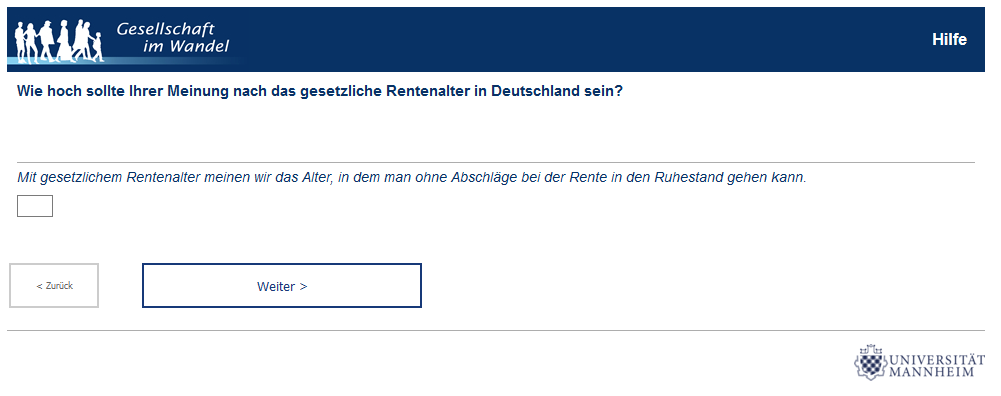 Gesellschaft
im Wandel
Hilfe
Wie hoch sollte Ihrer Meinung nach das gesetzliche Rentenalter in Deutschland sein?
Mit gesetzlichem Rentenalter meinen wir das Alter, in dem man ohne Abschläge bei der Rente in den Ruhestand gehen kann.
< Zurück
Weiter >
UNIVERSITÄT
MANNHEIM